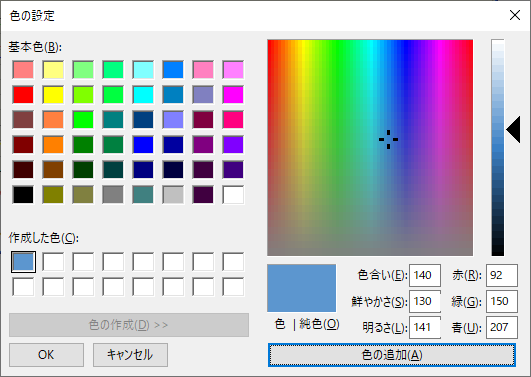 色の設定
基本色(B):
作成した色(C):
色の作成(D) >>
OK
キャンセル
色 | 純色(O)
色合い(E): 140
鮮やかさ(S): 130
明るさ(L): 141
赤(R): 92
緑(G): 150
青(U): 207
色の追加(A)